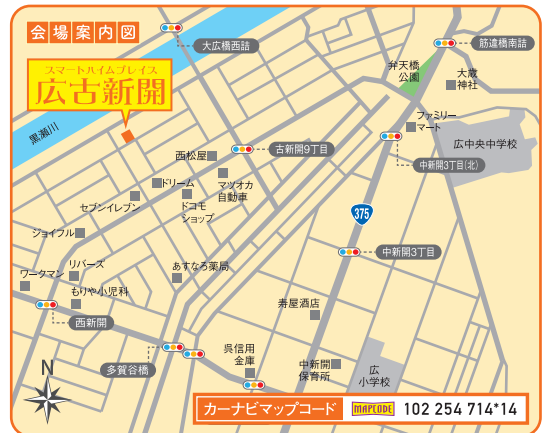 会場案内図
大広橋西詰
筋違橋南詰
スマートハイムプレイス
広古新開
弁天橋
公園
大歳
神社
黒瀬川
ファミリー
マート
広中央中学校
西松屋
古新開9丁目
中新開3丁目(北)
ドリーム
マツオカ
自動車
セブンイレブン
ドコモ
ショップ
375
ジョイフル
中新開3丁目
リバーズ
あすなろ薬局
ワークマン
もりや小児科
寿屋酒店
西新開
呉信用
金庫
中新開
保育所
広
小学校
多賀谷橋
N
カーナビマップコード
MAPCODE
102 254 714*14